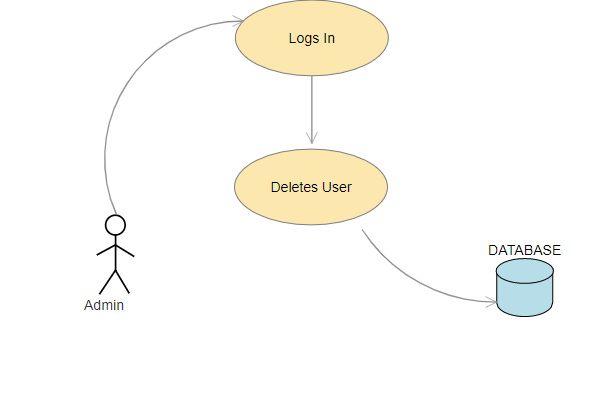 Logs In
Deletes User
DATABASE
Admin